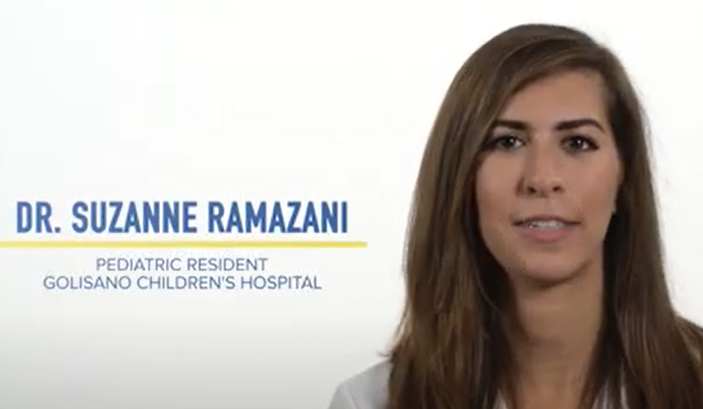 DR. SUZANNE RAMAZANI
PEDIATRIC RESIDENT
GOLISANO CHILDREN'S HOSPITAL